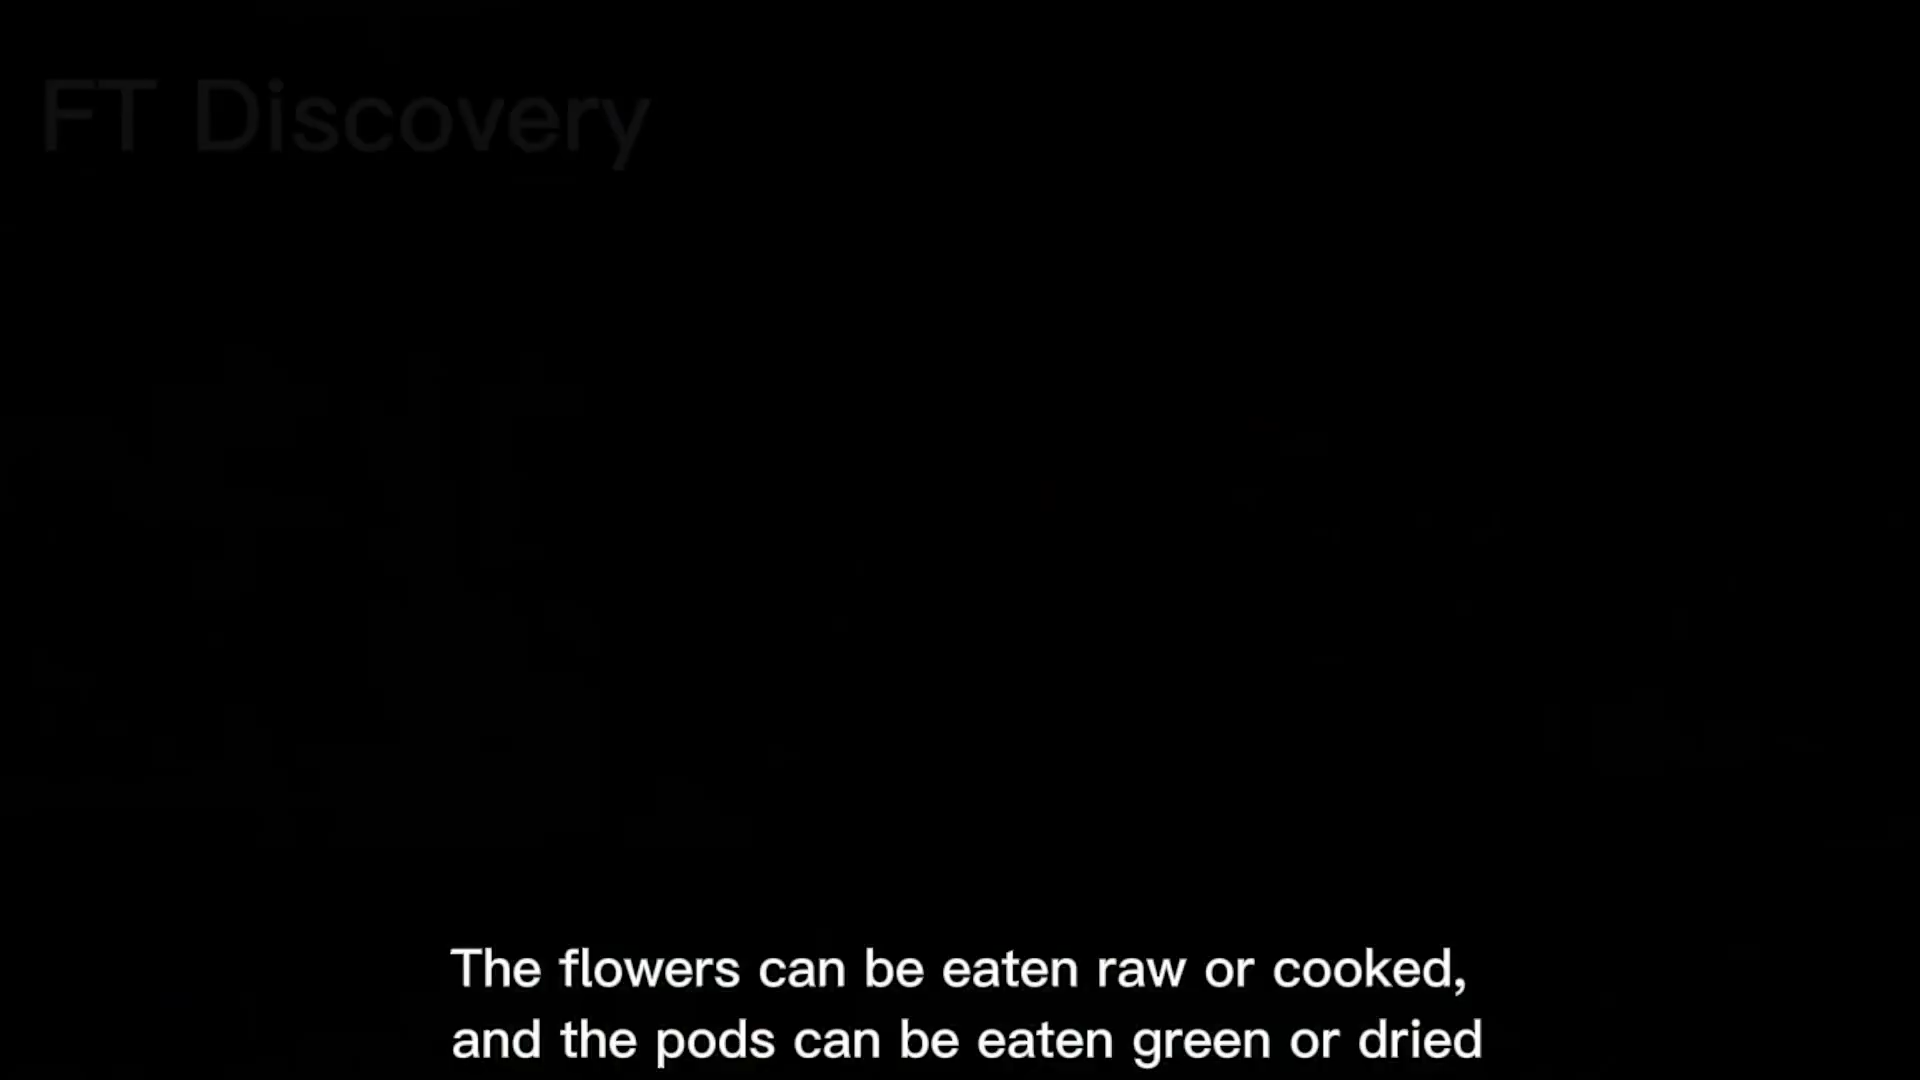 FT Discovery
The flowers can be eaten raw or cooked,
and the pods can be eaten green or dried